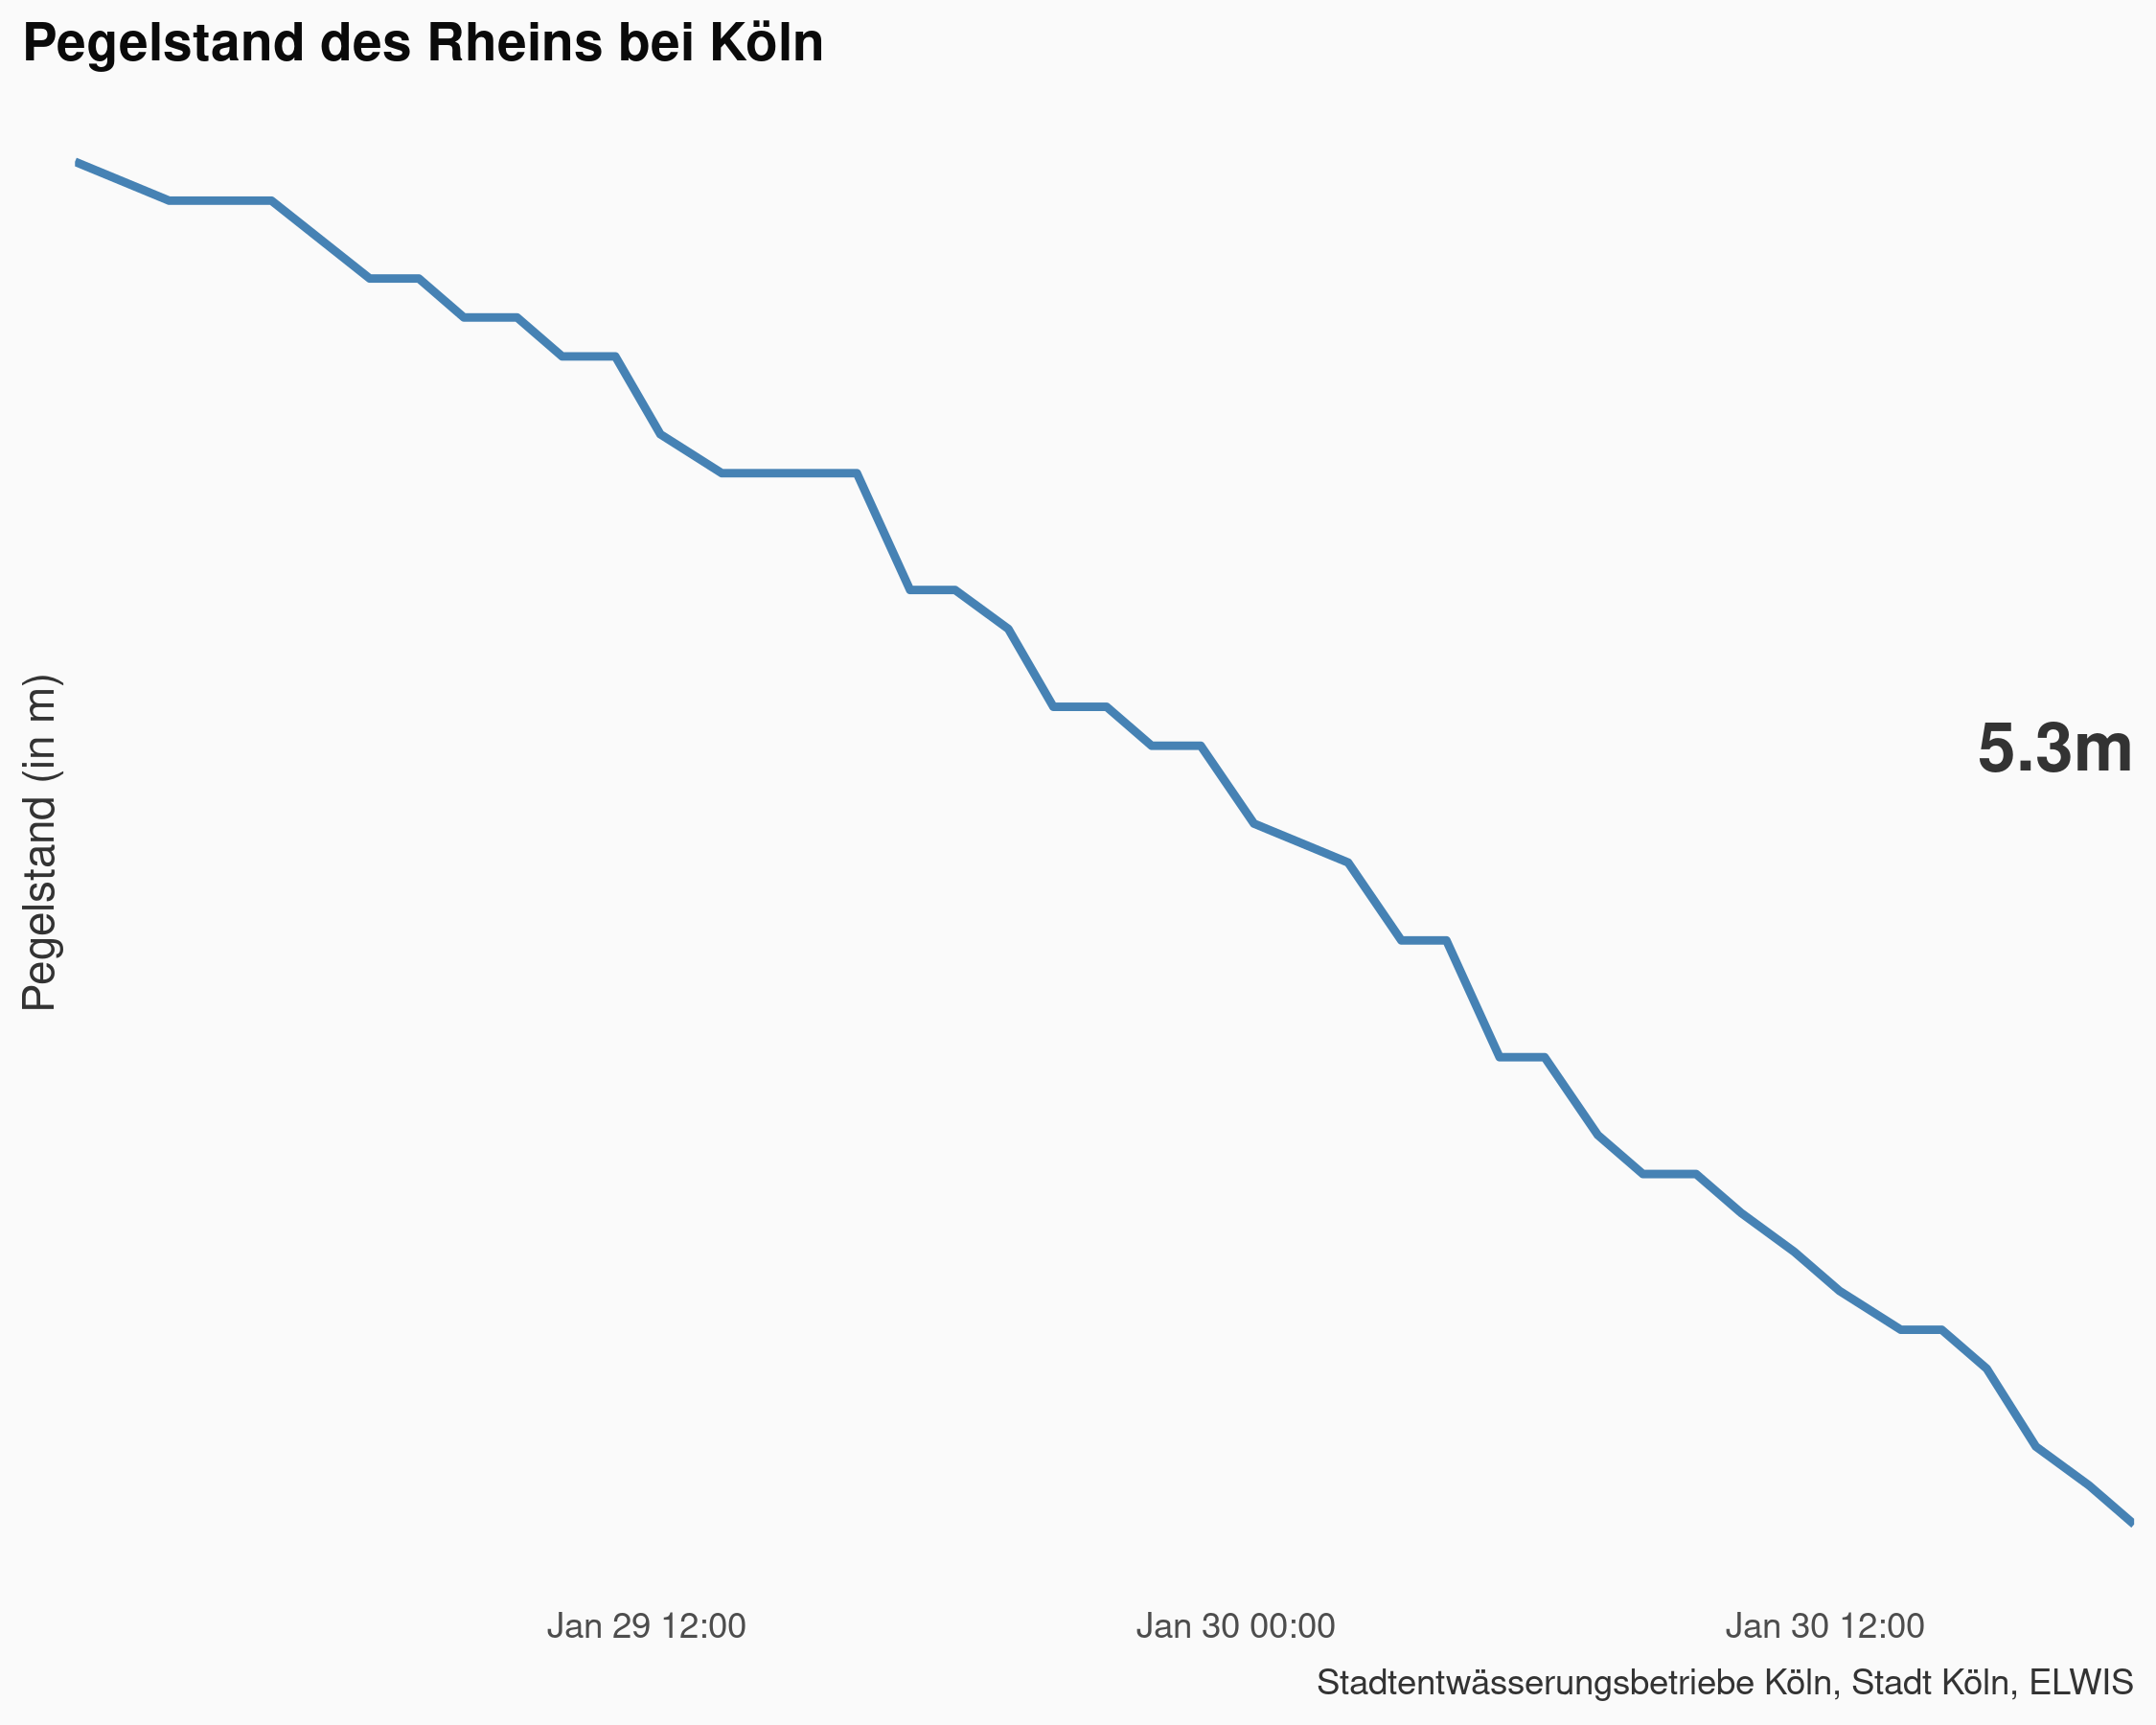 Pegelstand des Rheins bei Köln
Pegelstand (in m)
5.3m
Jan 29 12:00
Jan 30 00:00
Jan 30 12:00
Stadtentwässerungsbetriebe Köln, Stadt Köln, ELWIS